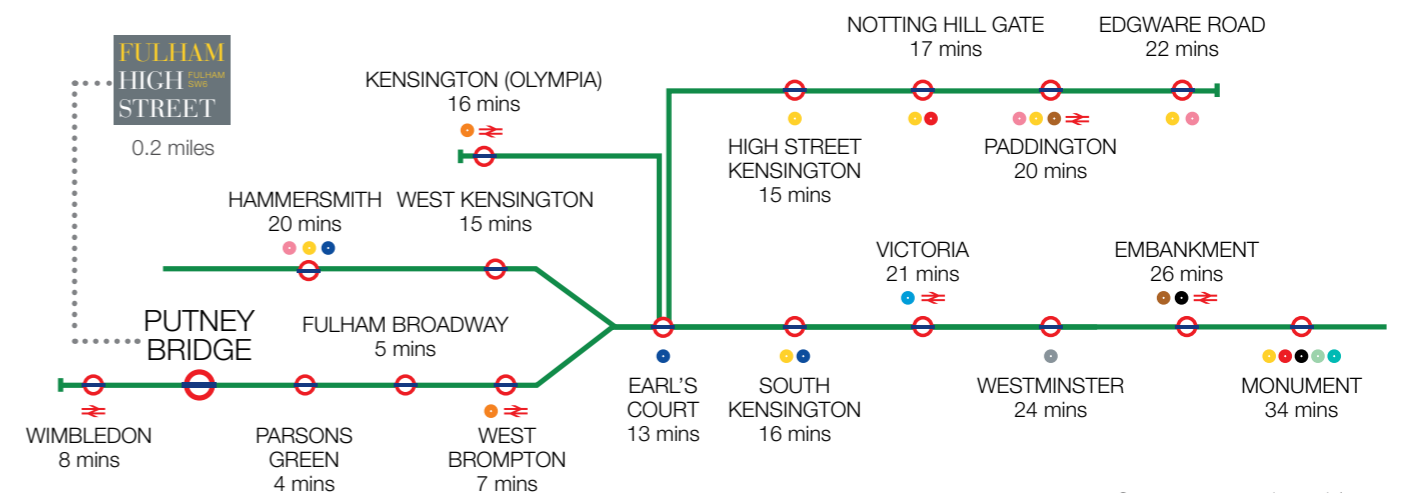 FULHAM
HIGH FULHAM SW6
STREET
0.2 miles
NOTTING HILL GATE
17 mins
EDGWARE ROAD
22 mins
KENSINGTON (OLYMPIA)
16 mins
HIGH STREET
KENSINGTON
15 mins
PADDINGTON
20 mins
HAMMERSMITH
20 mins
WEST KENSINGTON
15 mins
VICTORIA
21 mins
EMBANKMENT
26 mins
PUTNEY
BRIDGE
FULHAM BROADWAY
5 mins
WIMBLEDON
8 mins
PARSONS
GREEN
4 mins
WEST
BROMPTON
7 mins
EARL'S
COURT
13 mins
SOUTH
KENSINGTON
16 mins
WESTMINSTER
24 mins
MONUMENT
34 mins